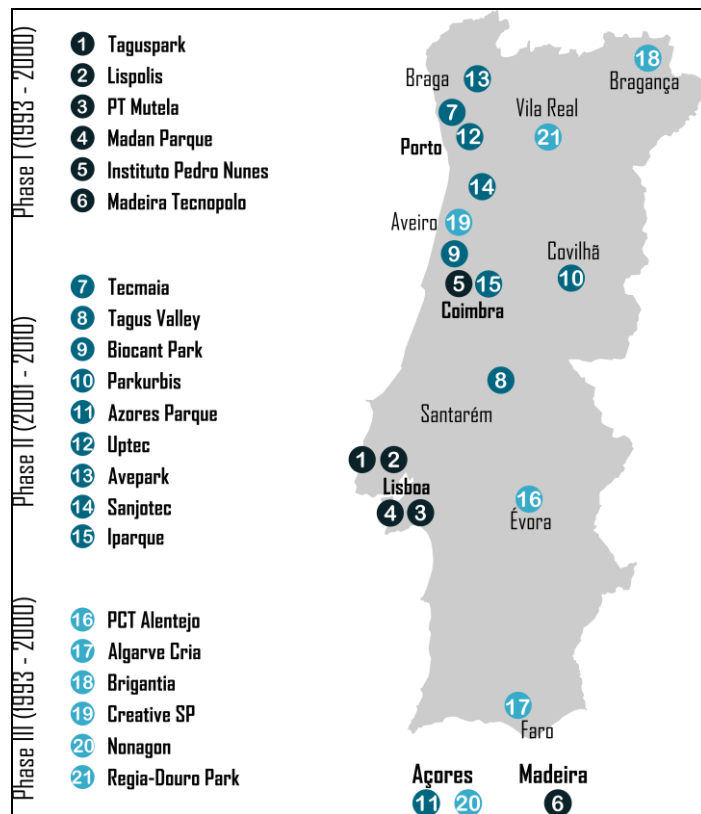 Phase I (1993 - 2000)
1 Taguspark
2 Lispolis
3 PT Mutela
4 Madan Parque
5 Instituto Pedro Nunes
6 Madeira Tecnopolo
Phase II (2001 - 2010)
7 Tecmaia
8 Tagus Valley
9 Biocant Park
10 Parkurbis
11 Azores Parque
12 Uptec
13 Avepark
14 Sanjotec
15 Iparque
Phase III (1993 - 2000)
16 PCT Alentejo
17 Algarve Cria
18 Brigantia
19 Creative SP
20 Nonagon
21 Regia-Douro Park
18
Bragança
Braga 13
7
Vila Real
Porto 12 21
14
Aveiro 19
9
Covilhã
5 15 10
Coimbra
8
Santarém
1 2
Lisboa
4 3
16
Évora
17
Faro
Açores Madeira
11 20 6